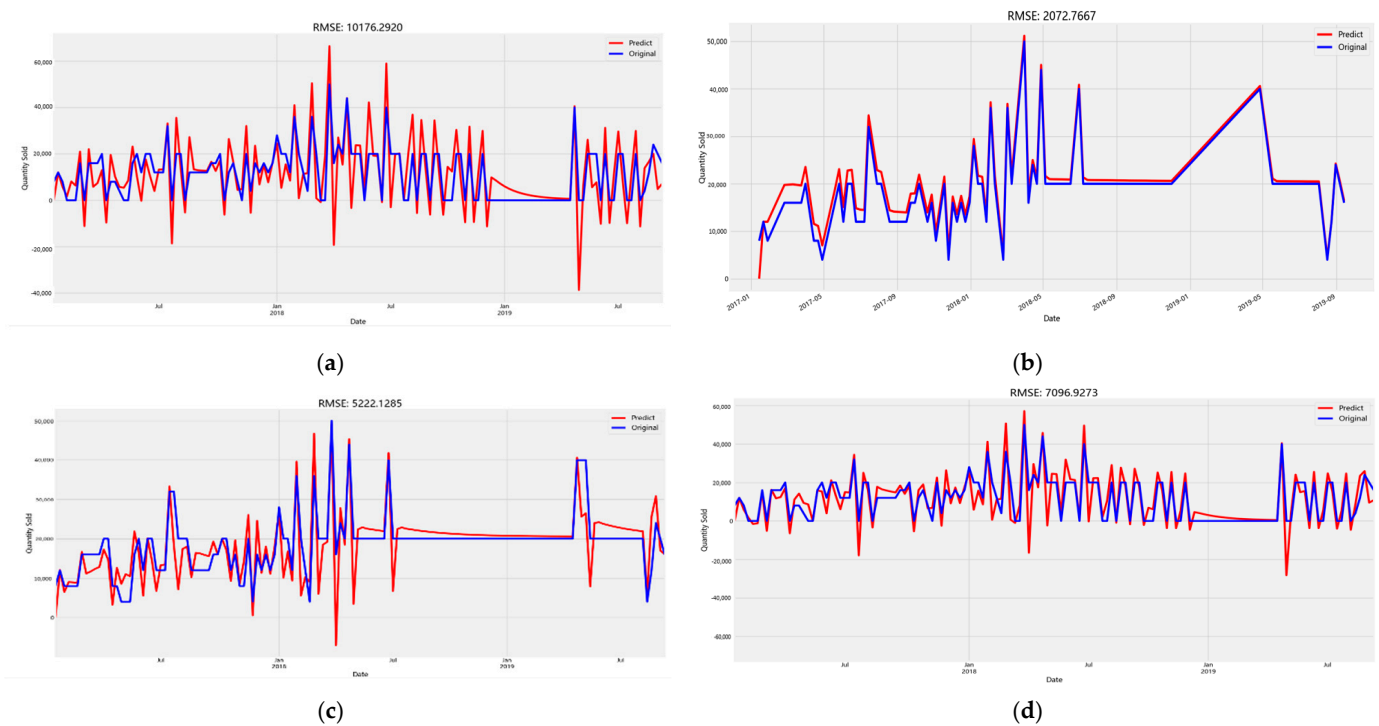 RMSE: 10176.2920
Predict
Original
60,000
40,000
20,000
0
-20,000
-40,000
Quantity Sold
Jul
Jan
2018
Jul
Jan
2019
Jul
Date
(a)
RMSE: 2072.7667
Predict
Original
50,000
40,000
30,000
20,000
10,000
0
Quantity Sold
2017-01
2017-05
2017-09
2018-01
2018-05
2018-09
2019-01
2019-05
2019-09
Date
(b)
RMSE: 5222.1285
Predict
Original
50,000
40,000
30,000
20,000
10,000
0
Quantity Sold
Jul
Jan
2018
Jul
Jan
2019
Jul
Date
(c)
RMSE: 7096.9273
Predict
Original
60,000
40,000
20,000
0
-20,000
-40,000
-60,000
Quantity Sold
Jul
Jan
2018
Jul
Jan
2019
Jul
Date
(d)